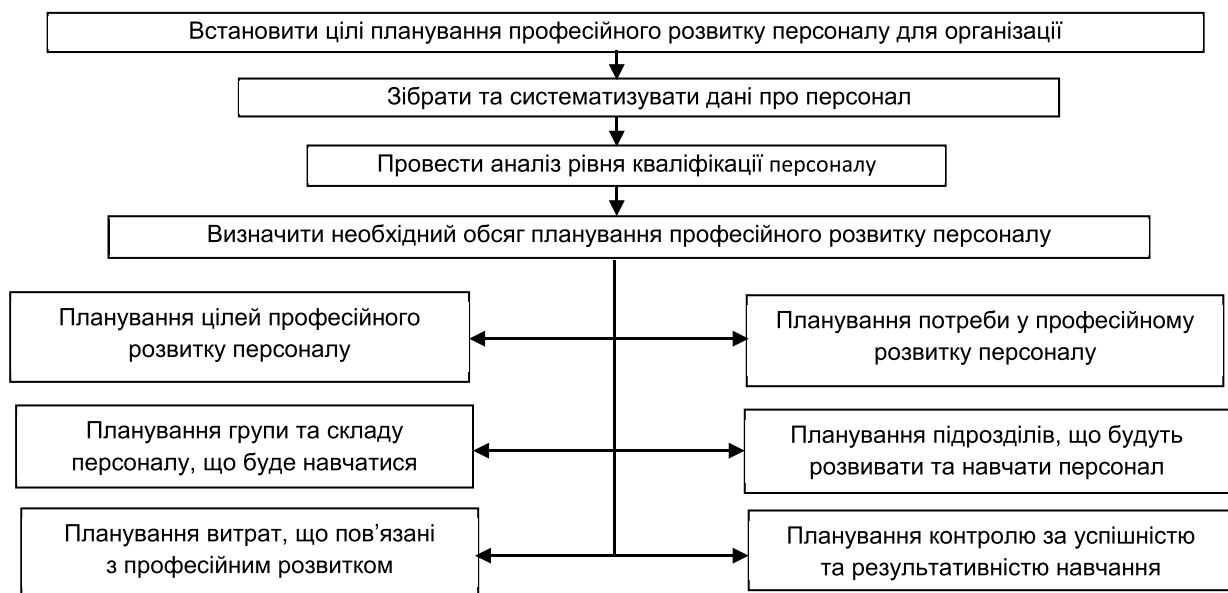 Встановити цілі планування професійного розвитку персоналу для організації
Зібрати та систематизувати дані про персонал
Провести аналіз рівня кваліфікації персоналу
Визначити необхідний обсяг планування професійного розвитку персоналу
Планування цілей професійного
розвитку персоналу
Планування потреби у професійному
розвитку персоналу
Планування групи та складу
персоналу, що буде навчатися
Планування підрозділів, що будуть
розвивати та навчати персонал
Планування витрат, що пов’язані
з професійним розвитком
Планування контролю за успішністю
та результативністю навчання